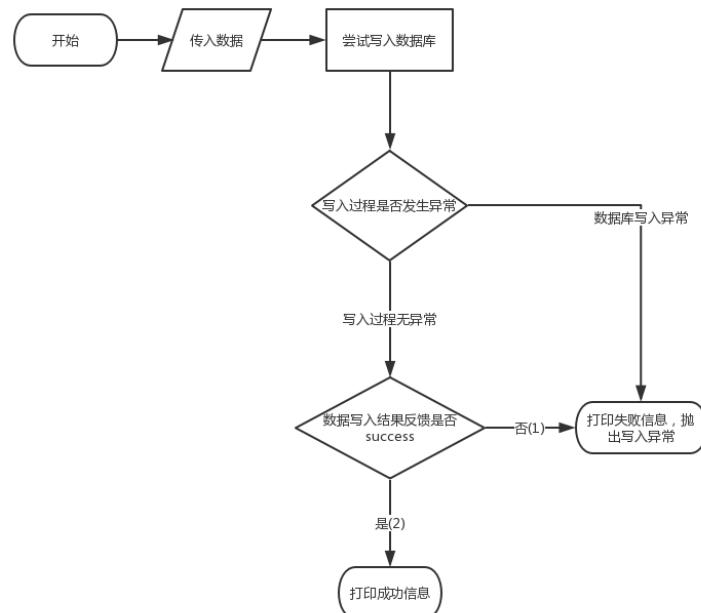 开始
传入数据
尝试写入数据库
写入过程是否发生异常
数据库写入异常
写入过程无异常
数据写入结果反馈是否
success
否(1)
打印失败信息，抛
出写入异常
是(2)
打印成功信息